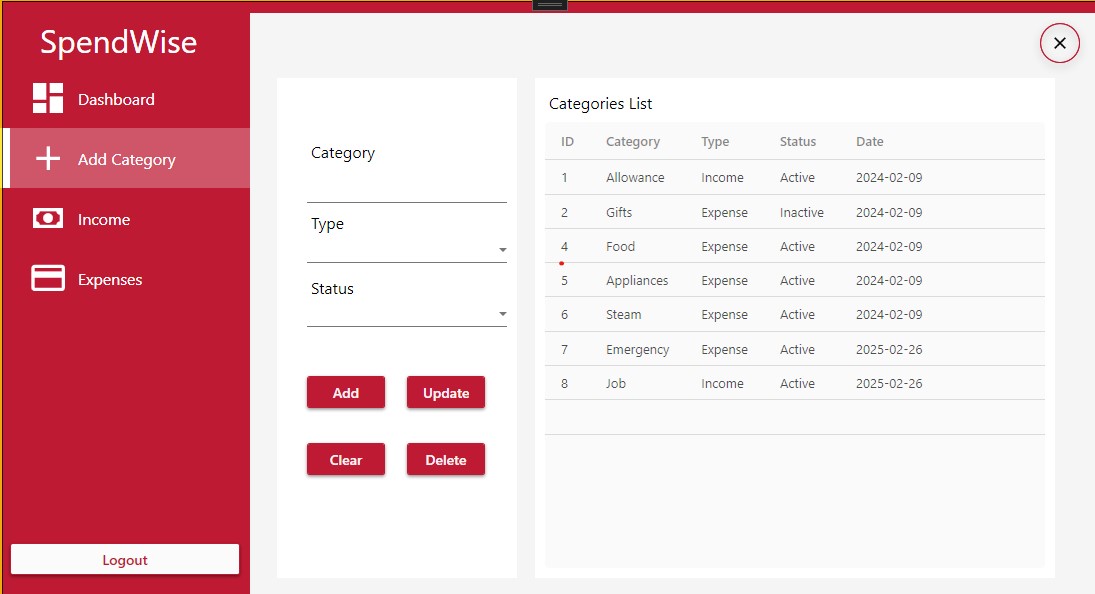 SpendWise
Dashboard
Add Category
Income
Expenses
Logout
Category
Type
Status
Add Update
Clear Delete
Categories List
ID Category Type Status Date
1 Allowance Income Active 2024-02-09
2 Gifts Expense Inactive 2024-02-09
4 Food Expense Active 2024-02-09
5 Appliances Expense Active 2024-02-09
6 Steam Expense Active 2024-02-09
7 Emergency Expense Active 2025-02-26
8 Job Income Active 2025-02-26